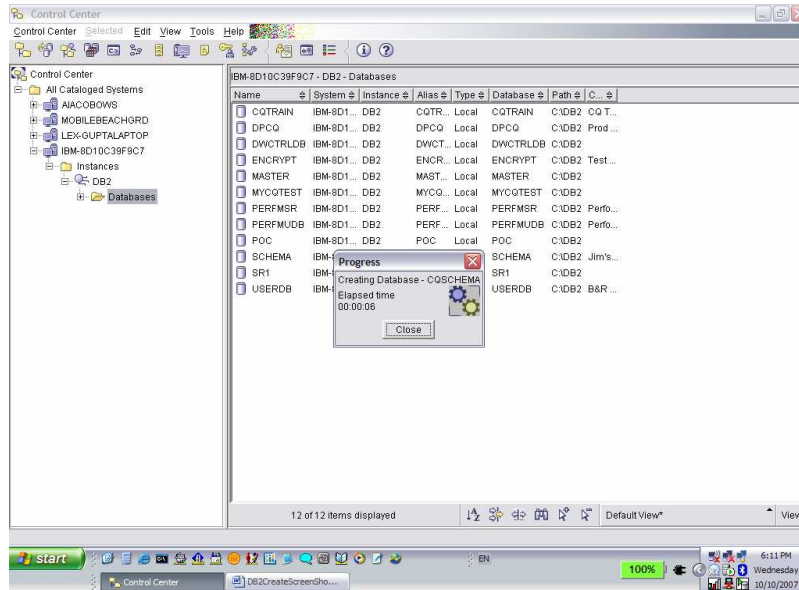 Control Center
Control Center Selected Edit View Tools Help
Control Center
All Cataloged Systems
AIACOBOWS
MOBILEBEACHGRD
LEX-GUPTALAPTOP
IBM-8D10C39F9C7
Instances
DB2
Databases
IBM-8D10C39F9C7 - DB2 - Databases
Name System Instance Alias Type Database Path C...
CQTRAIN IBM-8D1... DB2 CQTR... Local CQTRAIN C:\DB2 CQ T...
DPCQ IBM-8D1... DB2 DPCQ Local DPCQ C:\DB2 Prod ...
DWCTRLDB IBM-8D1... DB2 DWCT... Local DWCTRLDB C:\DB2
ENCRYPT IBM-8D1... DB2 ENCR... Local ENCRYPT C:\DB2 Test ...
MASTER IBM-8D1... DB2 MAST... Local MASTER C:\DB2
MYCQTEST IBM-8D1... DB2 MYCQ... Local MYCQTEST C:\DB2
PERFMSR IBM-8D1... DB2 PERF... Local PERFMSR C:\DB2 Perfo...
PERFMUDB IBM-8D1... DB2 PERF... Local PERFMUDB C:\DB2 Perfo...
POC IBM-8D1... DB2 POC Local POC C:\DB2
SCHEMA SCHEMA C:\DB2 Jim's...
SR1 SR1 C:\DB2
USERDB USERDB C:\DB2 B&R ...
Progress
Creating Database - CQSCHEMA
Elapsed time
00:00:06
Close
12 of 12 items displayed
Default View*
View
start
EN
100%
6:11 PM
Wednesday
10/10/2007
Control Center
DB2CreateScreenSho...